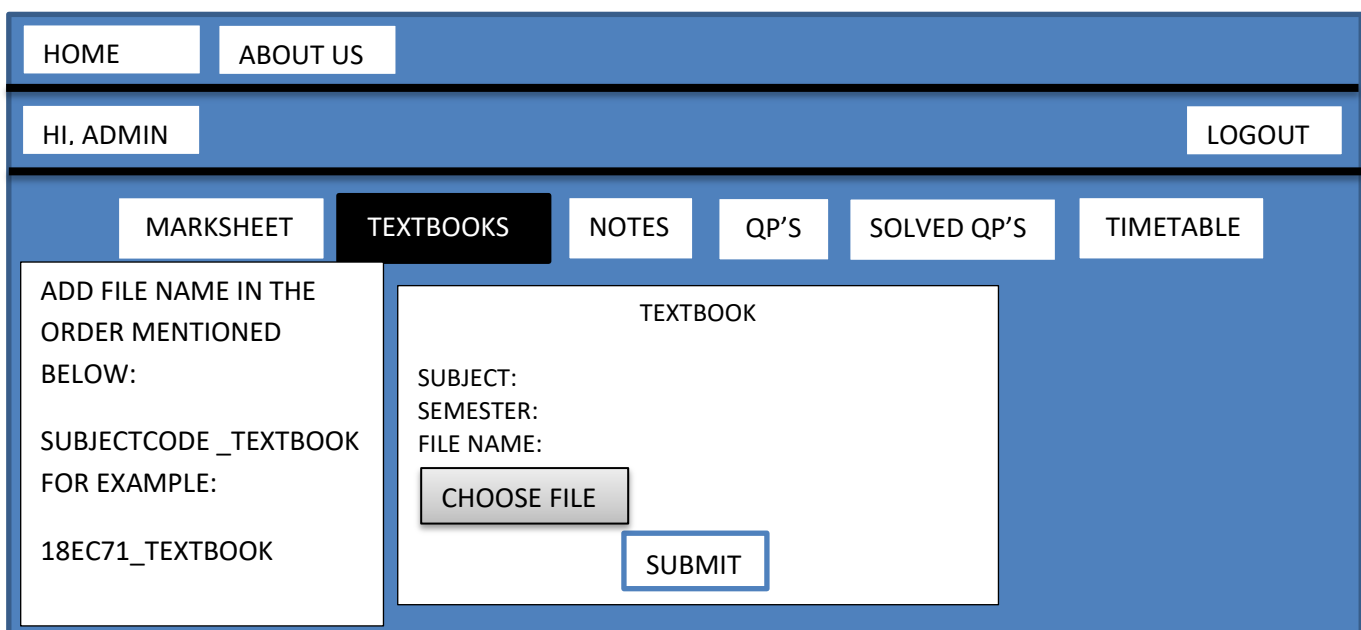 HOME
ABOUT US
HI, ADMIN
LOGOUT
MARKSHEET
TEXTBOOKS
NOTES
QP’S
SOLVED QP’S
TIMETABLE
ADD FILE NAME IN THE
ORDER MENTIONED
BELOW:
SUBJECTCODE _TEXTBOOK
FOR EXAMPLE:
18EC71_TEXTBOOK
TEXTBOOK
SUBJECT:
SEMESTER:
FILE NAME:
CHOOSE FILE
SUBMIT